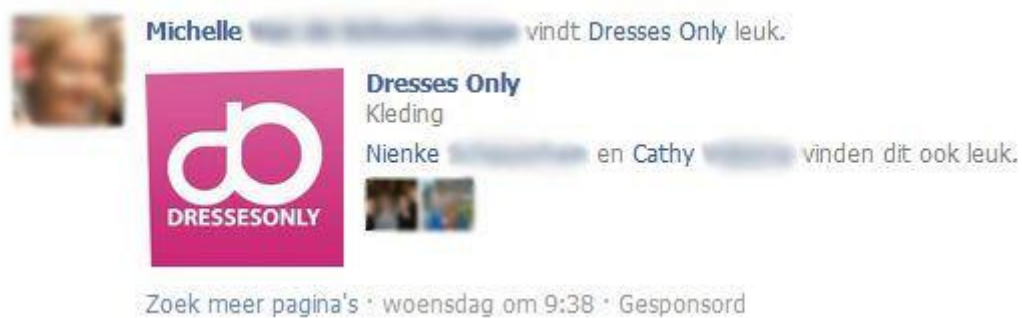 Michelle vindt Dresses Only leuk.
Dresses Only
Kleding
Nienke en Cathy vinden dit ook leuk.
DRESSESONLY
Zoek meer pagina's · woensdag om 9:38 · Gesponsord